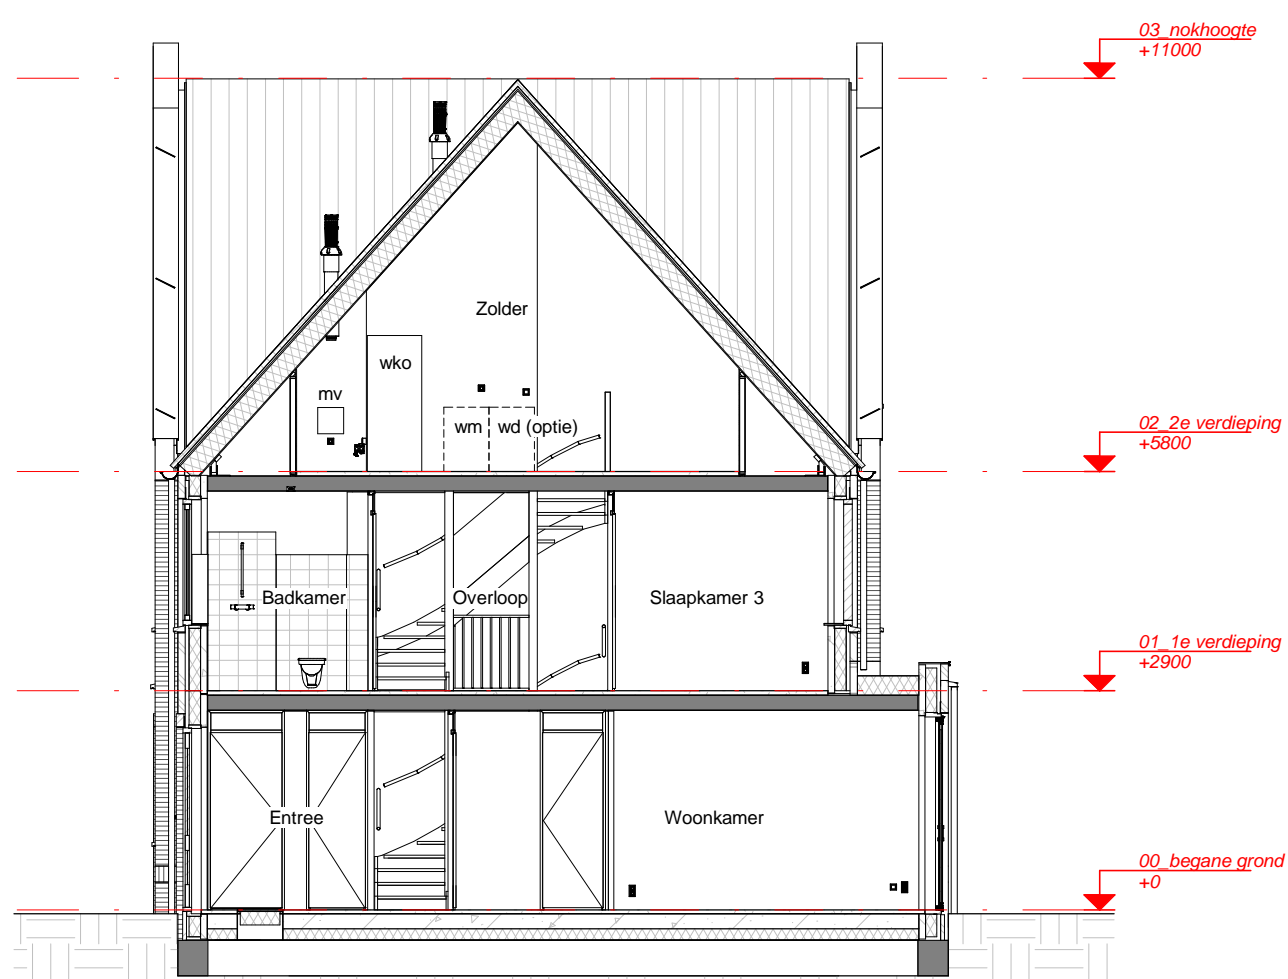 03_nokhoogte
+11000
Zolder
wko
mv
wm
wd (optie)
02_2e verdieping
+5800
Badkamer
Overloop
Slaapkamer 3
01_1e verdieping
+2900
Entree
Woonkamer
00_begane grond
+0